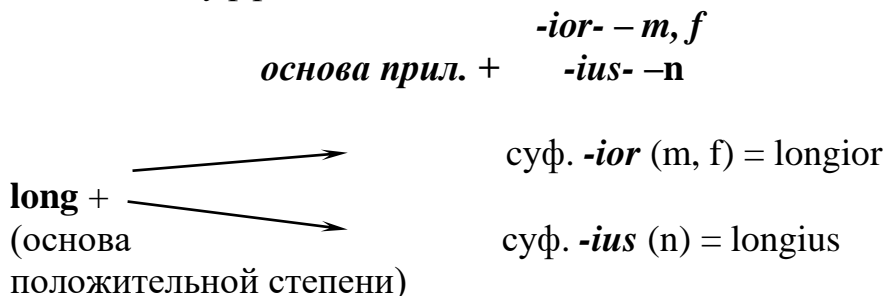 -ior- – m, f
основа прил. + -ius- –n
суф. -ior (m, f) = longior
long +
(основа суф. -ius (n) = longius
положительной степени)